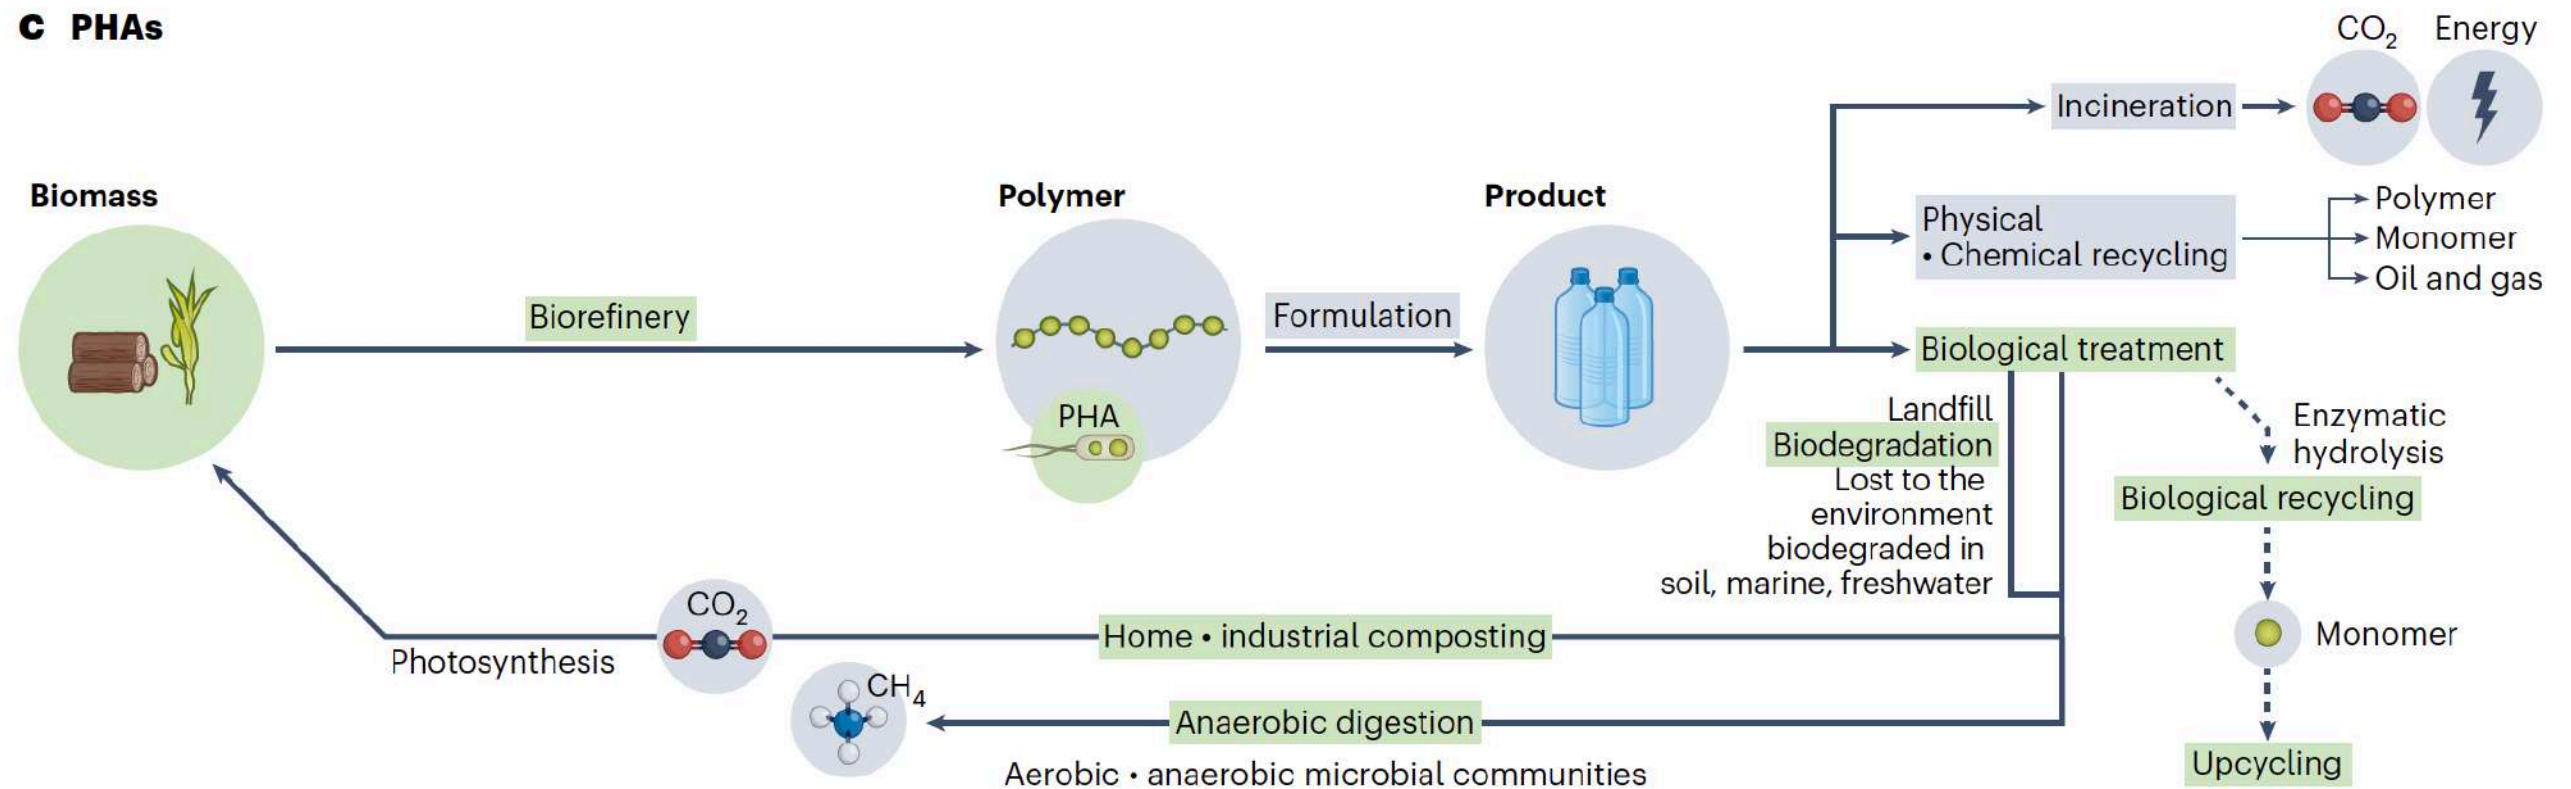 c PHAs
CO₂ Energy
Incineration
Biomass
Polymer
Product
Physical
• Chemical recycling
Polymer
Monomer
Oil and gas
Biorefinery
Formulation
Biological treatment
PHA
Landfill
Biodegradation
Lost to the
environment
biodegraded in
soil, marine, freshwater
Enzymatic
hydrolysis
Biological recycling
Monomer
Upcycling
CO₂
Home • industrial composting
Photosynthesis
CH₄
Anaerobic digestion
Aerobic • anaerobic microbial communities